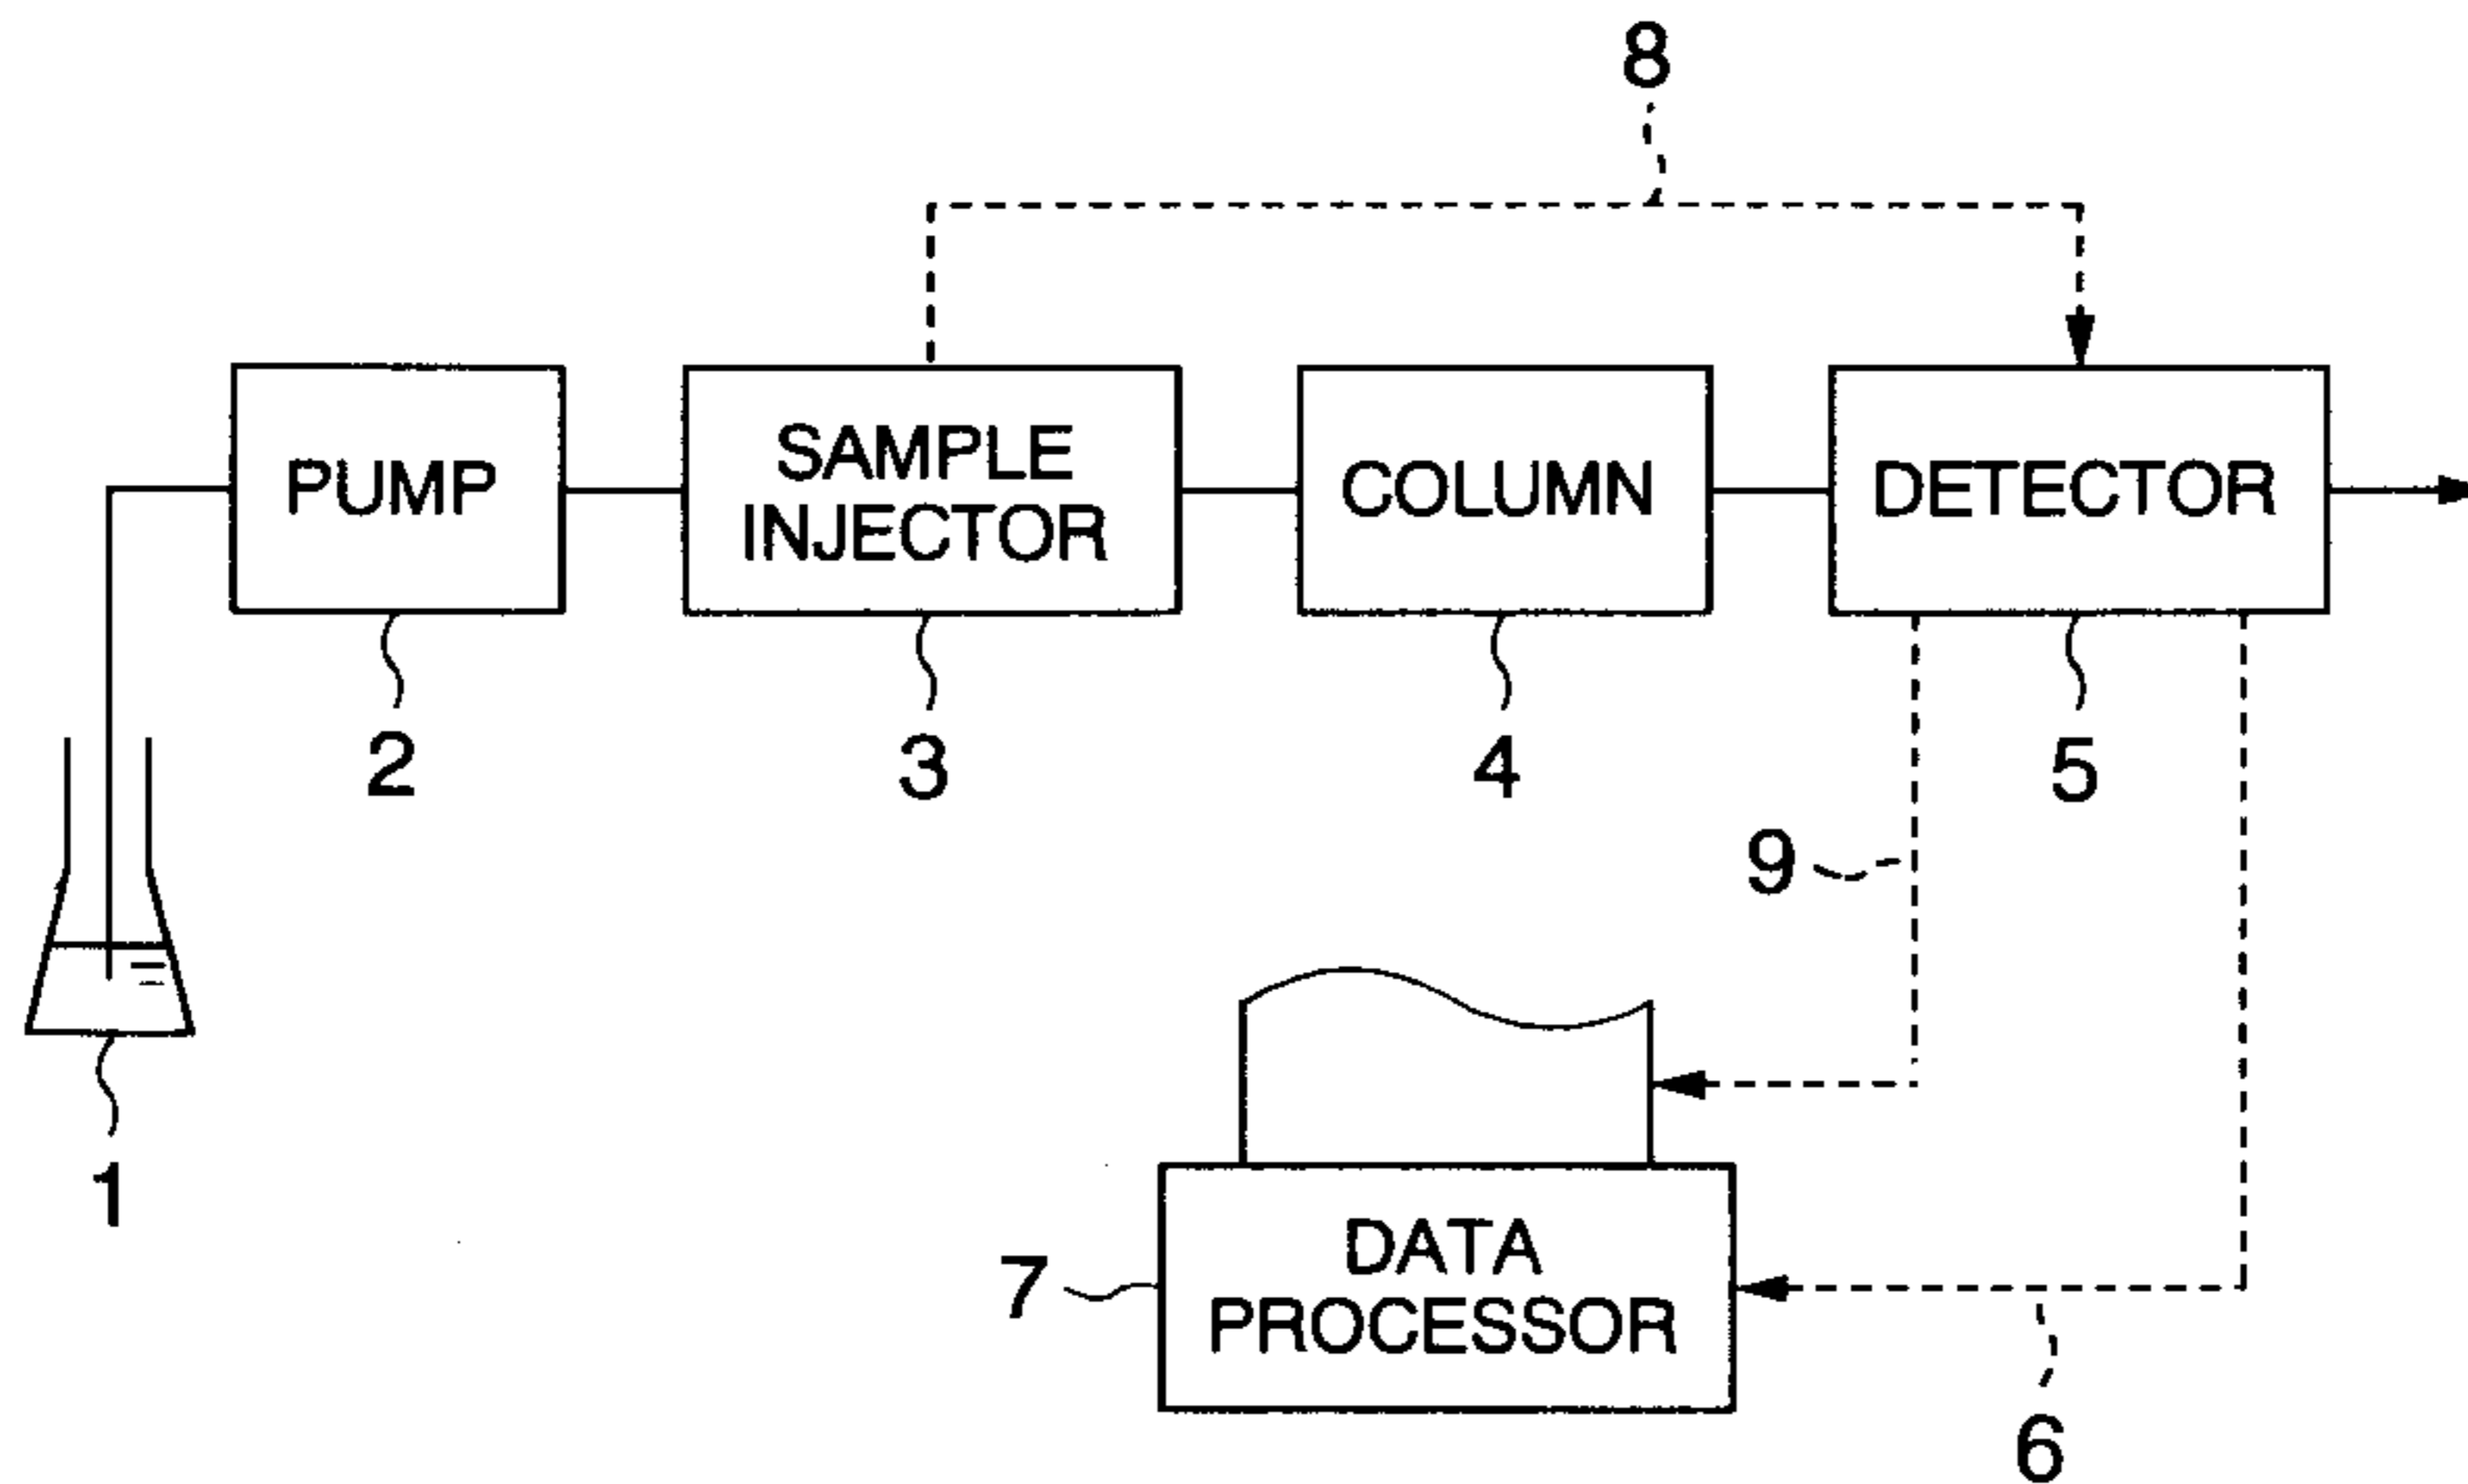 8
PUMP
SAMPLE
INJECTOR
COLUMN
DETECTOR
2
3
4
5
9
1
7
DATA
PROCESSOR
6